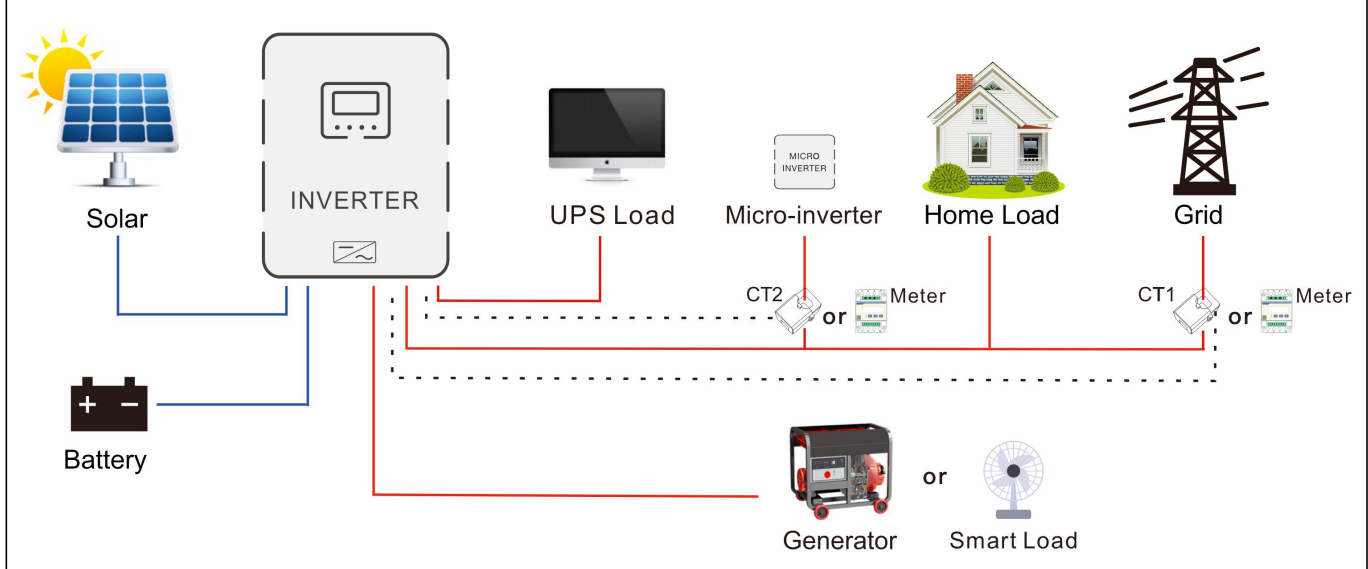 INVERTER
MICRO
INVERTER
Solar
UPS Load
Micro-inverter
Home Load
Grid
CT2
or
Meter
CT1
or
Meter
+ −
Battery
or
Generator
Smart Load